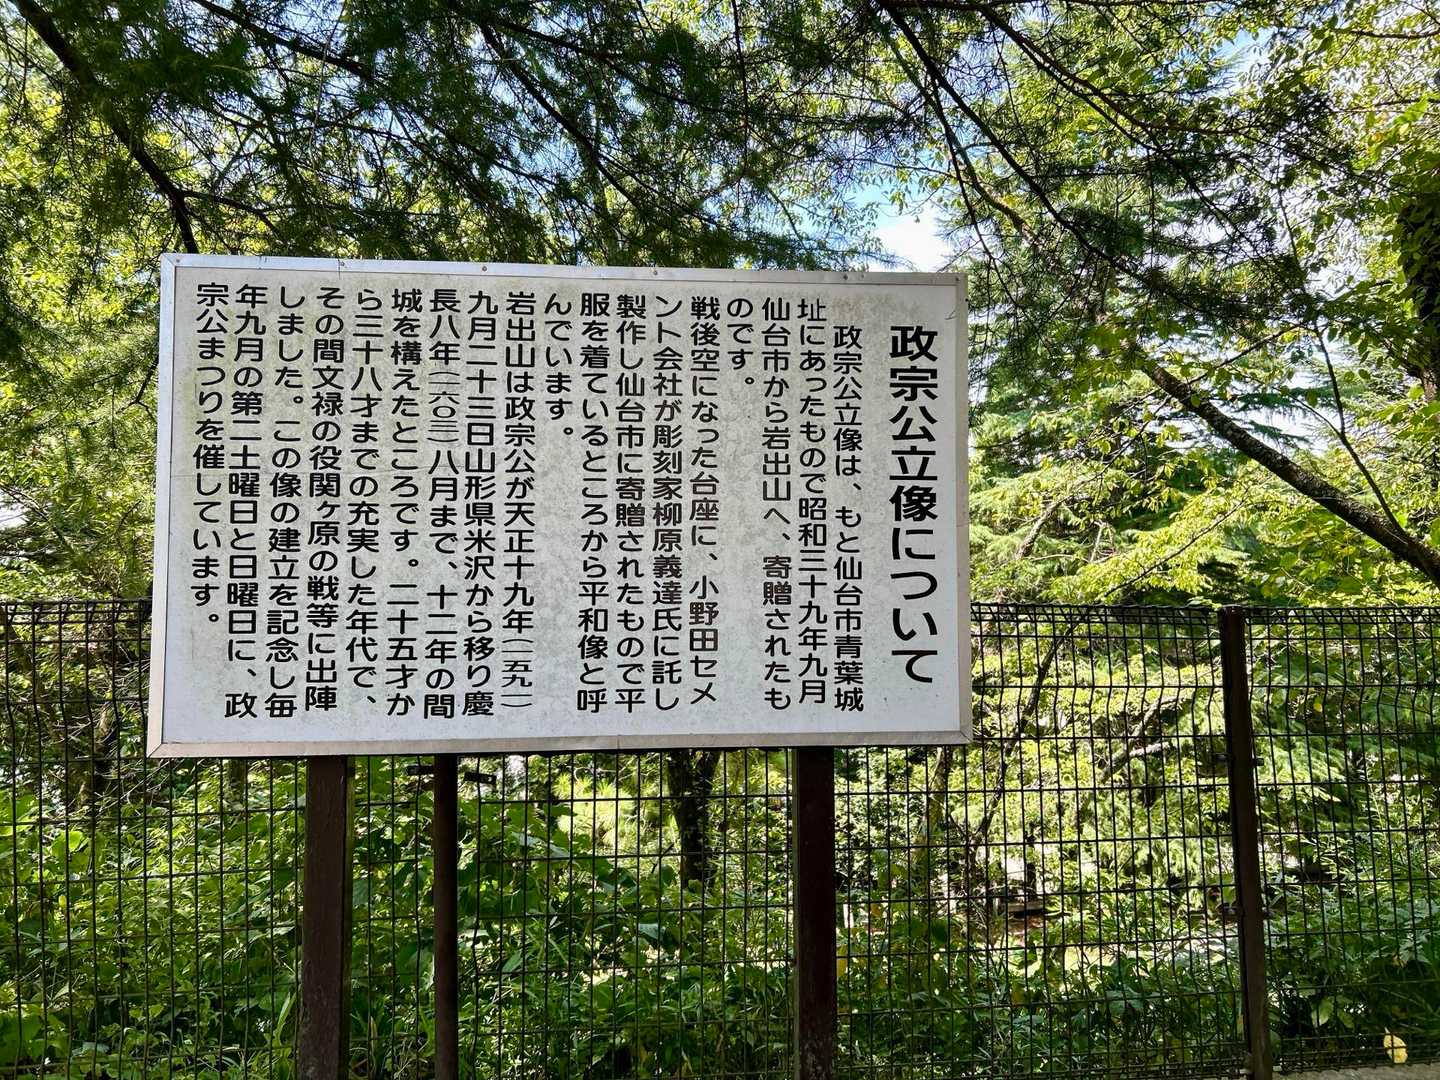 政宗公立像について
政宗公立像は、もと仙台市青葉城
址にあったもので昭和三十九年九月
仙台市から岩出山へ、寄贈されたも
のです。
戦後空になった台座に、小野田セメ
ント会社が彫刻家柳原義達氏に託し
製作し仙台市に寄贈されたもので平
服を着ているところから平和像と呼
んでいます。
岩出山は政宗公が天正十九年(一五九一)
九月二十三日山形県米沢から移り慶
長八年(一六〇三)八月まで、十二年の間
城を構えたところです。二十五才か
ら三十八才までの充実した年代で、
その間文禄の役関ヶ原の戦等に出陣
しました。この像の建立を記念し毎
年九月の第二土曜日と日曜日に、政
宗公まつりを催しています。